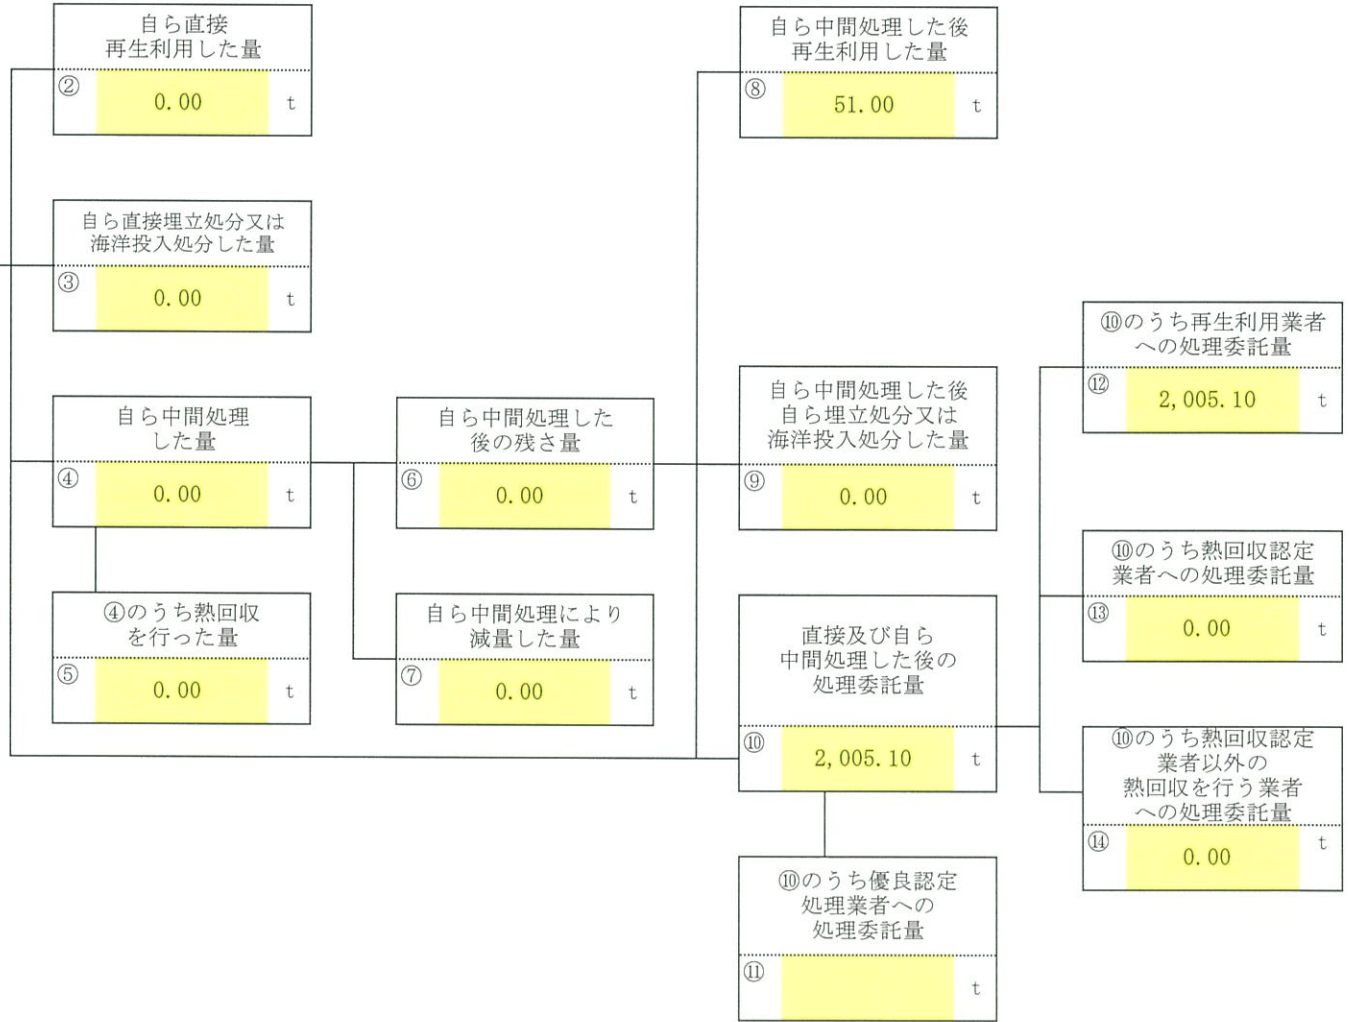 自ら直接
再生利用した量
② 0.00 t
自ら直接埋立処分又は
海洋投入処分した量
③ 0.00 t
自ら中間処理
した量
④ 0.00 t
④のうち熱回収
を行った量
⑤ 0.00 t
自ら中間処理した
後の残さ量
⑥ 0.00 t
自ら中間処理により
減量した量
⑦ 0.00 t
自ら中間処理した後
再生利用した量
⑧ 51.00 t
自ら中間処理した後
自ら埋立処分又は
海洋投入処分した量
⑨ 0.00 t
直接及び自ら
中間処理した後の
処理委託量
⑩ 2,005.10 t
⑩のうち優良認定
処理業者への
処理委託量
⑪ t
⑩のうち再生利用業者
への処理委託量
⑫ 2,005.10 t
⑩のうち熱回収認定
業者への処理委託量
⑬ 0.00 t
⑩のうち熱回収認定
業者以外の
熱回収を行う業者
への処理委託量
⑭ 0.00 t